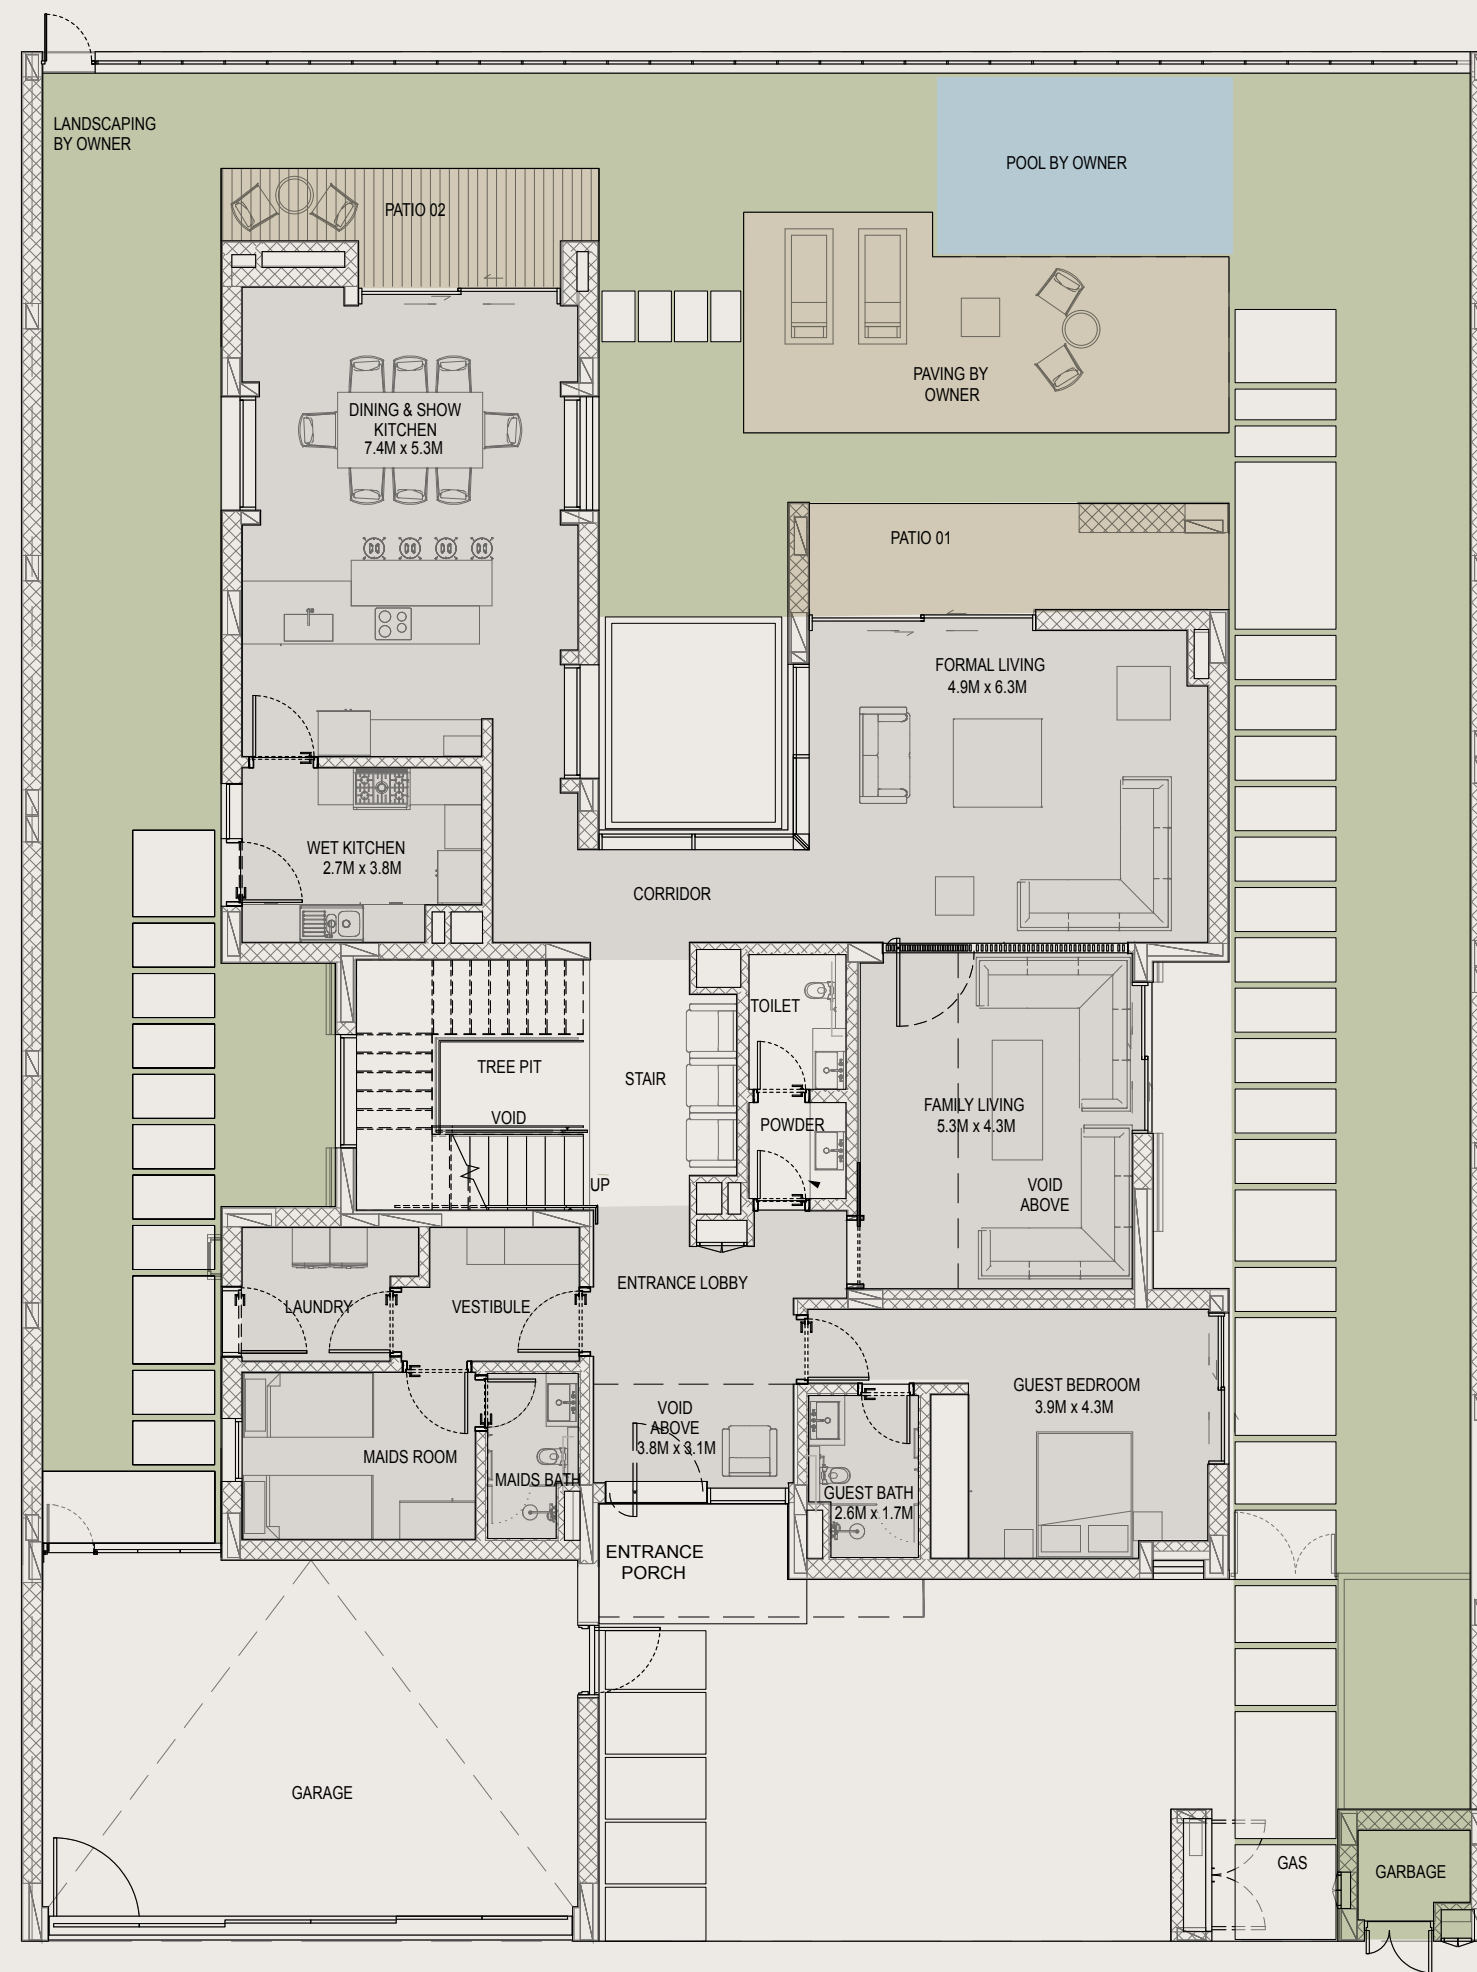 LANDSCAPING
BY OWNER
POOL BY OWNER
PATIO 02
PAVING BY
OWNER
DINING & SHOW
KITCHEN
7.4M x 5.3M
PATIO 01
FORMAL LIVING
4.9M x 6.3M
WET KITCHEN
2.7M x 3.8M
CORRIDOR
TOILET
TREE PIT
STAIR
VOID
POWDER
FAMILY LIVING
5.3M x 4.3M
UP
VOID
ABOVE
ENTRANCE LOBBY
LAUNDRY
VESTIBULE
GUEST BEDROOM
3.9M x 4.3M
VOID
ABOVE
3.8M x 3.1M
MAIDS ROOM
MAIDS BATH
GUEST BATH
2.6M x 1.7M
ENTRANCE
PORCH
GARAGE
GAS
GARBAGE